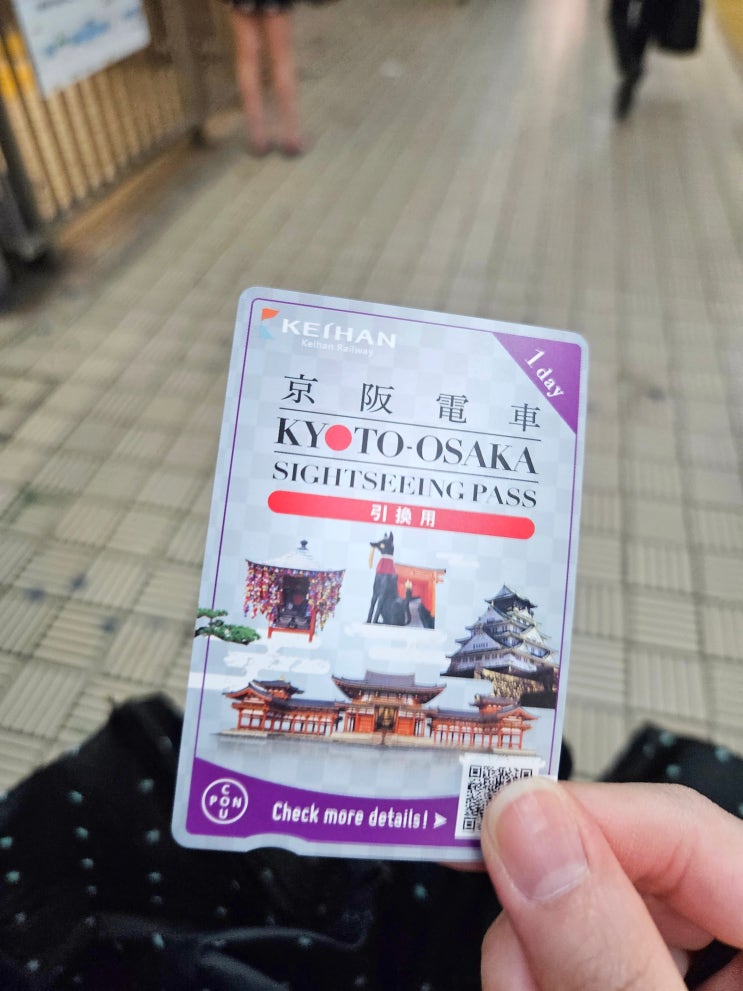 KEIHAN
Keihan Railway
1 day
京阪電車
KYOTO-OSAKA
SIGHTSEEING PASS
引換用
COUPON
Check more details!